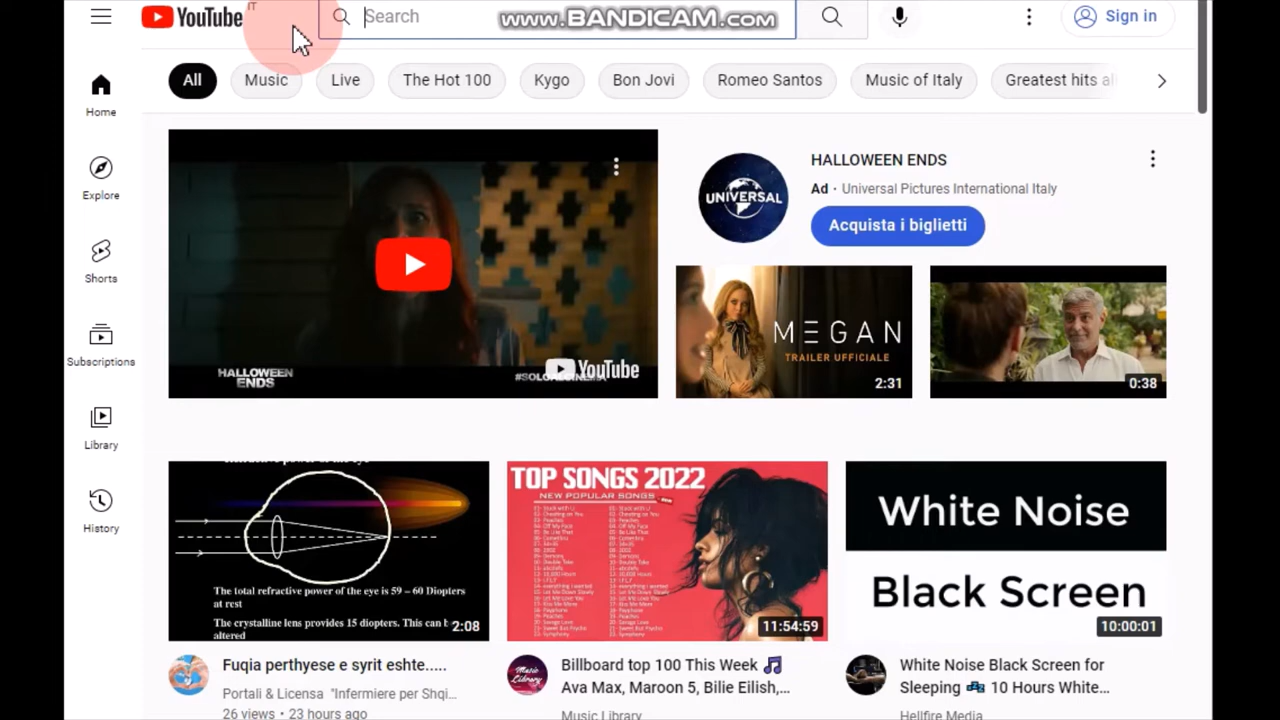 YouTube IT
Search
www.BANDICAM.com
Sign in
All
Music
Live
The Hot 100
Kygo
Bon Jovi
Romeo Santos
Music of Italy
Greatest hits al
Home
Explore
Shorts
Subscriptions
Library
History
HALLOWEEN
ENDS
YouTube
UNIVERSAL
HALLOWEEN ENDS
Ad · Universal Pictures International Italy
Acquista i biglietti
MEGAN
TRAILER UFFICIALE
2:31
0:38
The total refractive power of the eye is 59 – 60 Diopters
at rest
The crystalline lens provides 15 diopters. This can b
altered
2:08
Fuqia perthyese e syrit eshte.....
Portali & Licensa "Infermiere per Shqi...
26 views • 23 hours ago
TOP SONGS 2022
NEW POPULAR SONGS
11:54:59
Music Library
Billboard top 100 This Week 🎵
Ava Max, Maroon 5, Bilie Eilish,...
Music Library
White Noise
Black Screen
10:00:01
White Noise Black Screen for
Sleeping 💤 10 Hours White...
Hellfire Media